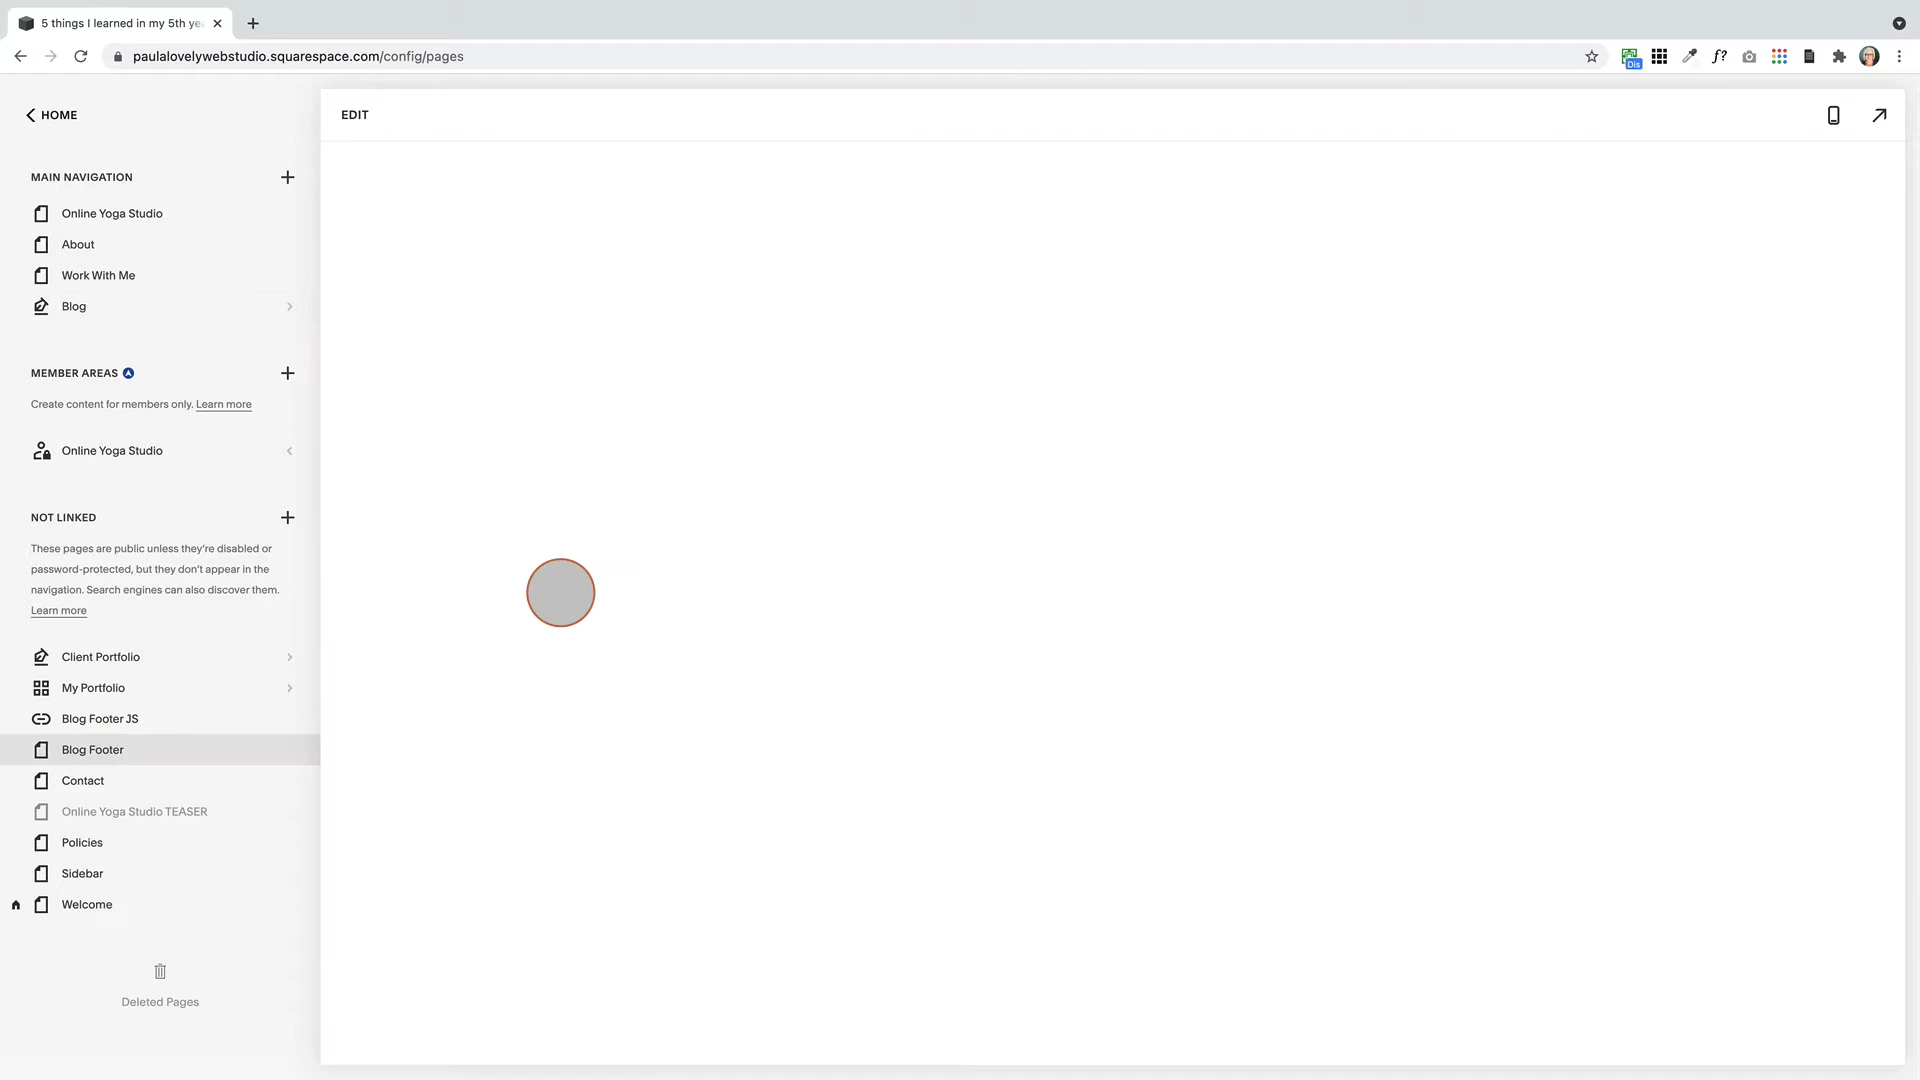 5 things I learned in my 5th ye
paulalovelywebstudio.squarespace.com/config/pages
Dis
f?
HOME
EDIT
MAIN NAVIGATION
Online Yoga Studio
About
Work With Me
Blog
MEMBER AREAS
Create content for members only. Learn more
Online Yoga Studio
NOT LINKED
These pages are public unless they're disabled or
password-protected, but they don't appear in the
navigation. Search engines can also discover them.
Learn more
Client Portfolio
My Portfolio
Blog Footer JS
Blog Footer
Contact
Online Yoga Studio TEASER
Policies
Sidebar
Welcome
Deleted Pages